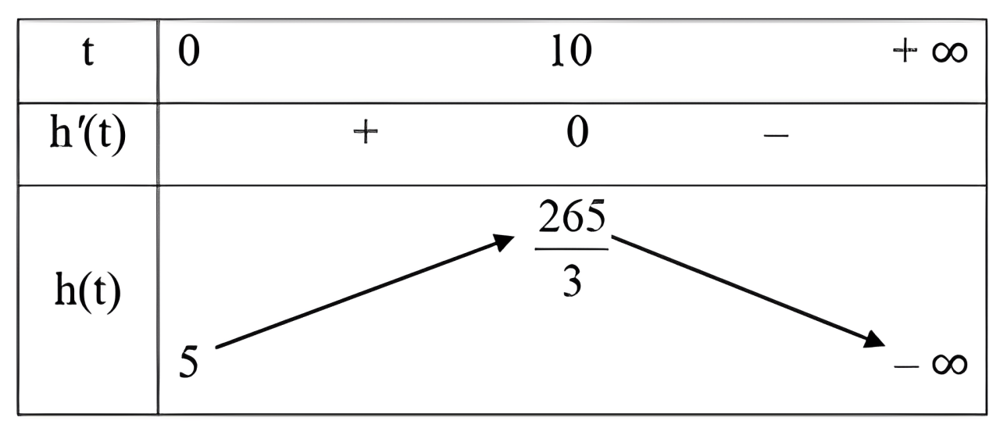 t 0 10 + ∞
h'(t) + 0 –
265
3
h(t)
5 – ∞